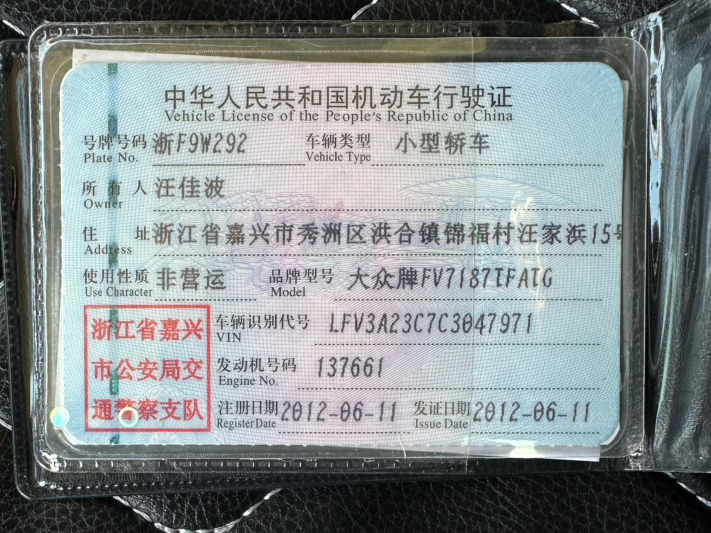 中华人民共和国机动车行驶证
Vehicle License of the People's Republic of China
号牌号码 浙F9W292 车辆类型 小型轿车
Plate No. Vehicle Type
所有人 汪佳波
Owner
住址 浙江省嘉兴市秀洲区洪合镇锦福村汪家浜15号
Address
使用性质 非营运 品牌型号 大众牌FV7187TFATG
Use Character Model
浙江省嘉兴
市公安局交
通警察支队
车辆识别代号 LFV3A23C7C3047971
VIN
发动机号码 137661
Engine No.
注册日期 2012-06-11 发证日期 2012-06-11
Register Date Issue Date